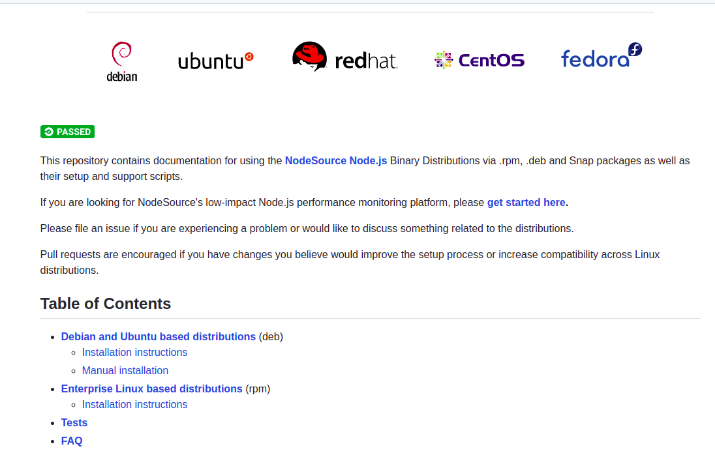 debian
ubuntu
redhat.
CentOS
fedora
PASSED
This repository contains documentation for using the NodeSource Node.js Binary Distributions via .rpm, .deb and Snap packages as well as
their setup and support scripts.
If you are looking for NodeSource's low-impact Node.js performance monitoring platform, please get started here.
Please file an issue if you are experiencing a problem or would like to discuss something related to the distributions.
Pull requests are encouraged if you have changes you believe would improve the setup process or increase compatibility across Linux
distributions.
Table of Contents
• Debian and Ubuntu based distributions (deb)
◦ Installation instructions
◦ Manual installation
• Enterprise Linux based distributions (rpm)
◦ Installation instructions
• Tests
• FAQ